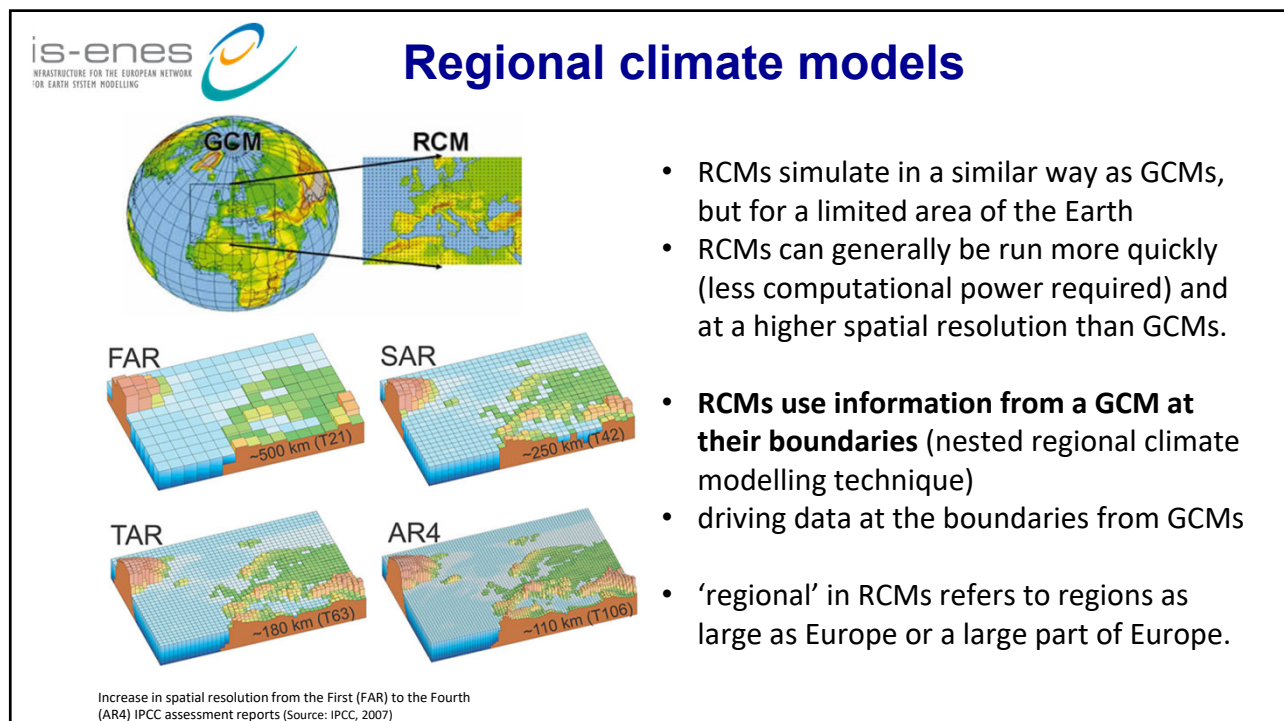 is-enes
INFRASTRUCTURE FOR THE EUROPEAN NETWORK
FOR EARTH SYSTEM MODELLING
Regional climate models
GCM
RCM
FAR
~500 km (T21)
SAR
~250 km (T42)
TAR
~180 km (T63)
AR4
~110 km (T106)
Increase in spatial resolution from the First (FAR) to the Fourth
(AR4) IPCC assessment reports (Source: IPCC, 2007)
• RCMs simulate in a similar way as GCMs,
but for a limited area of the Earth
• RCMs can generally be run more quickly
(less computational power required) and
at a higher spatial resolution than GCMs.
• RCMs use information from a GCM at
their boundaries (nested regional climate
modelling technique)
• driving data at the boundaries from GCMs
• ‘regional’ in RCMs refers to regions as
large as Europe or a large part of Europe.